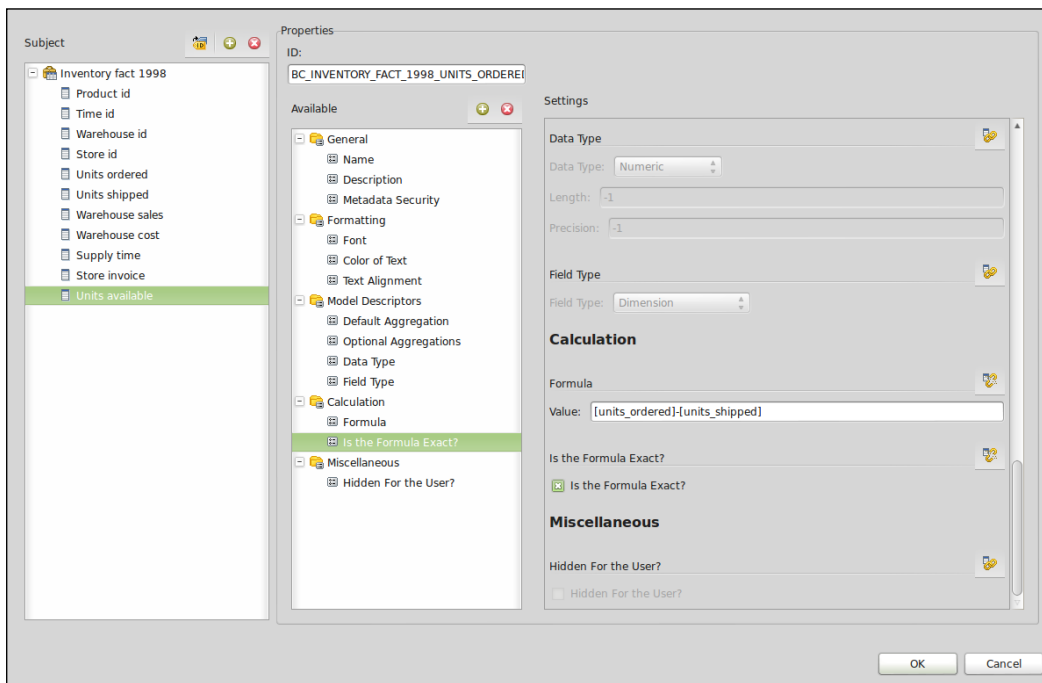 Subject
Inventory fact 1998
Product id
Time id
Warehouse id
Store id
Units ordered
Units shipped
Warehouse sales
Warehouse cost
Supply time
Store invoice
Units available
Properties
ID:
BC_INVENTORY_FACT_1998_UNITS_ORDERE
Available
General
Name
Description
Metadata Security
Formatting
Font
Color of Text
Text Alignment
Model Descriptors
Default Aggregation
Optional Aggregations
Data Type
Field Type
Calculation
Formula
Is the Formula Exact?
Miscellaneous
Hidden For the User?
Settings
Data Type
Data Type: Numeric
Length: -1
Precision: -1
Field Type
Field Type: Dimension
Calculation
Formula
Value: [units_ordered]-[units_shipped]
Is the Formula Exact?
Is the Formula Exact?
Miscellaneous
Hidden For the User?
Hidden For the User?
OK Cancel